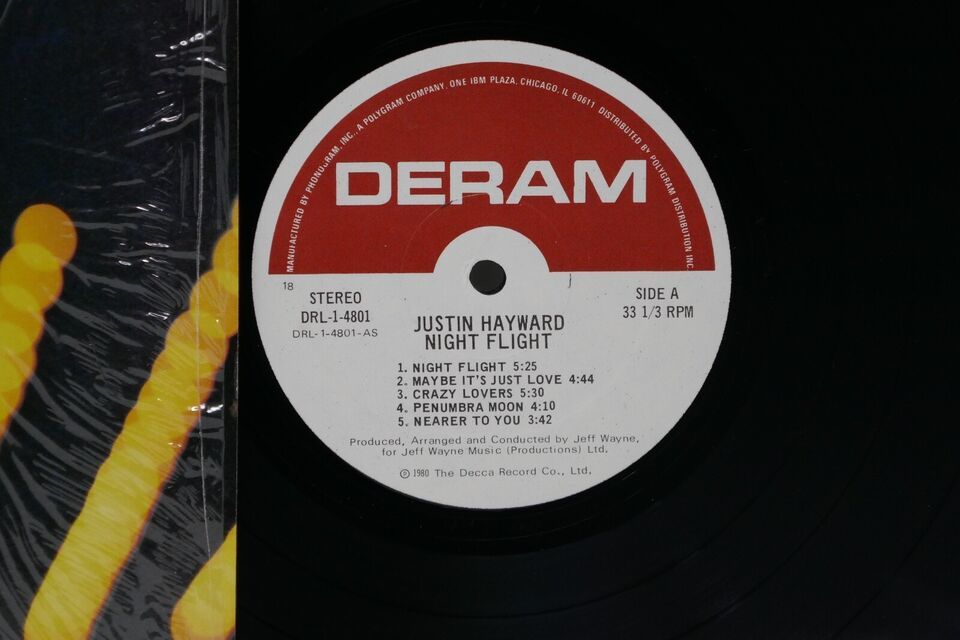 MANUFACTURED BY PHONOGRAM, INC., A POLYGRAM COMPANY, ONE IBM PLAZA, CHICAGO, IL 60611 DISTRIBUTED BY POLYGRAM DISTRIBUTION INC
DERAM
18
STEREO
DRL-1-4801
DRL-1-4801-AS
SIDE A
33 1/3 RPM
JUSTIN HAYWARD
NIGHT FLIGHT
1. NIGHT FLIGHT 5:25
2. MAYBE IT'S JUST LOVE 4:44
3. CRAZY LOVERS 5:30
4. PENUMBRA MOON 4:10
5. NEARER TO YOU 3:42
Produced, Arranged and Conducted by Jeff Wayne,
for Jeff Wayne Music (Productions) Ltd.
℗ 1980 The Decca Record Co., Ltd.